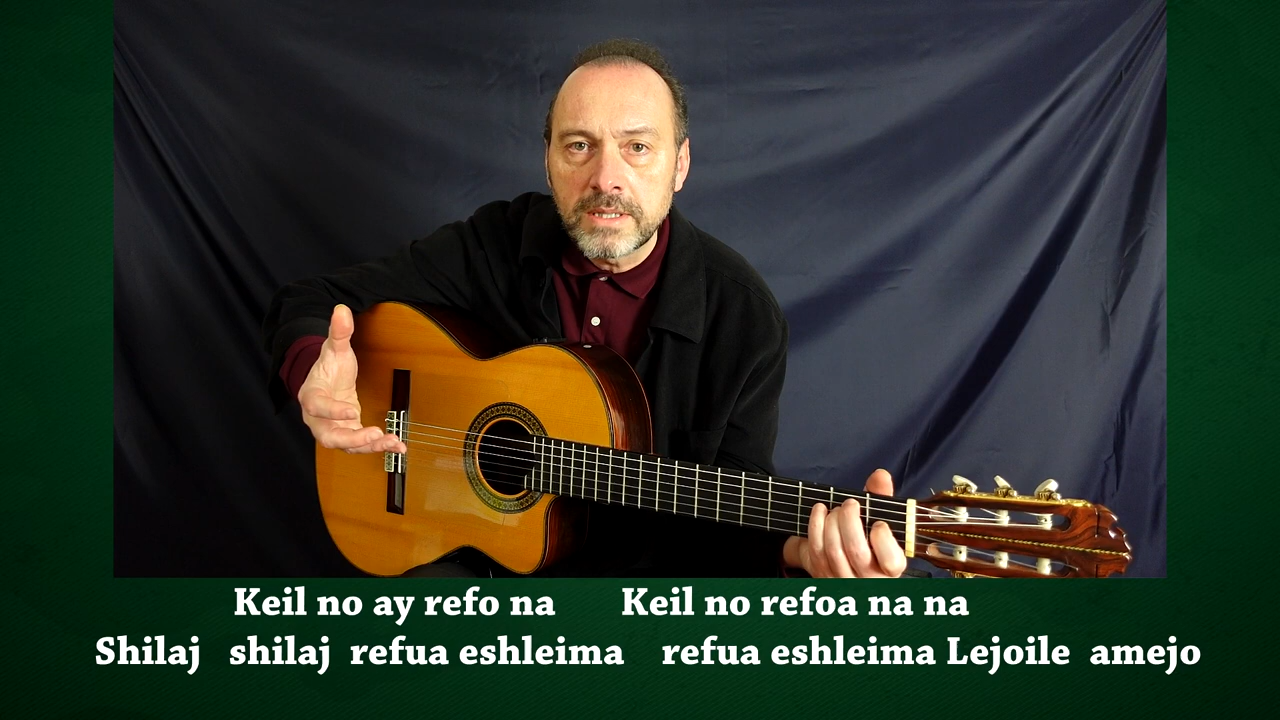 Keil no ay refo na Keil no refoa na na
Shilaj shilaj refua eshleima refua eshleima Lejoile amejo